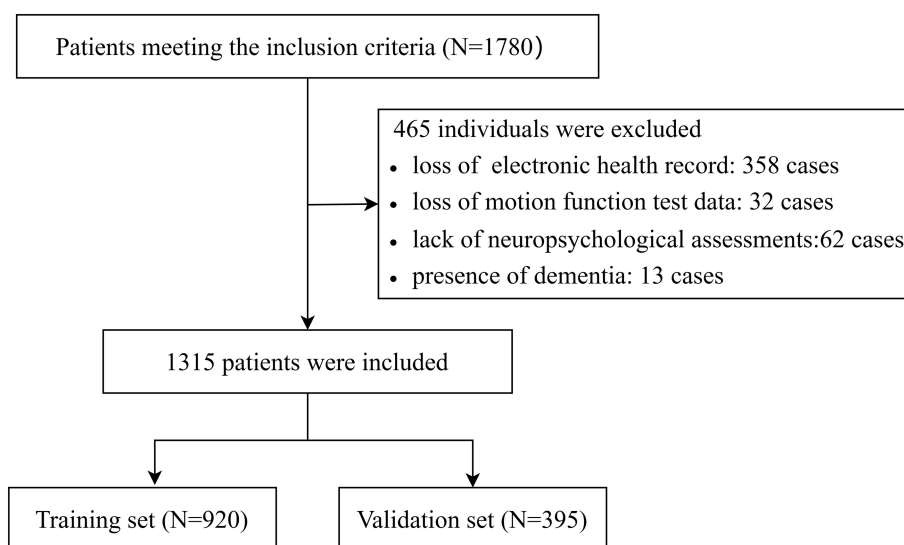 Patients meeting the inclusion criteria (N=1780)
465 individuals were excluded
• loss of electronic health record: 358 cases
• loss of motion function test data: 32 cases
• lack of neuropsychological assessments:62 cases
• presence of dementia: 13 cases
1315 patients were included
Training set (N=920)
Validation set (N=395)